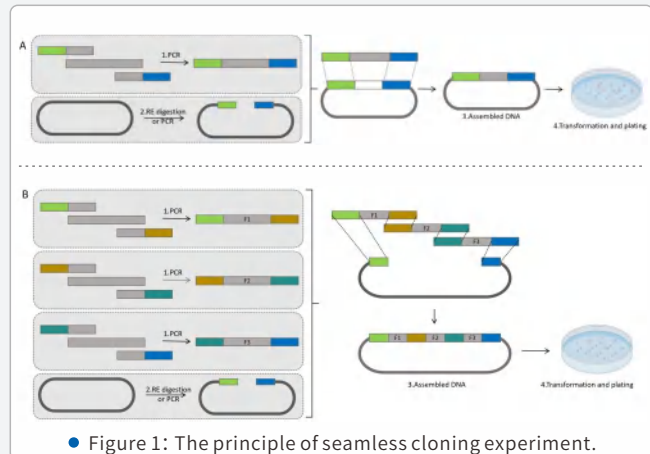 A
1.PCR
2.RE digestion
or PCR
3.Assembled DNA
4.Transformation and plating
B
1.PCR
F1
1.PCR
F2
1.PCR
F3
2.RE digestion
or PCR
F1
F2
F3
F1 F2 F3
3.Assembled DNA
4.Transformation and plating
Figure 1: The principle of seamless cloning experiment.